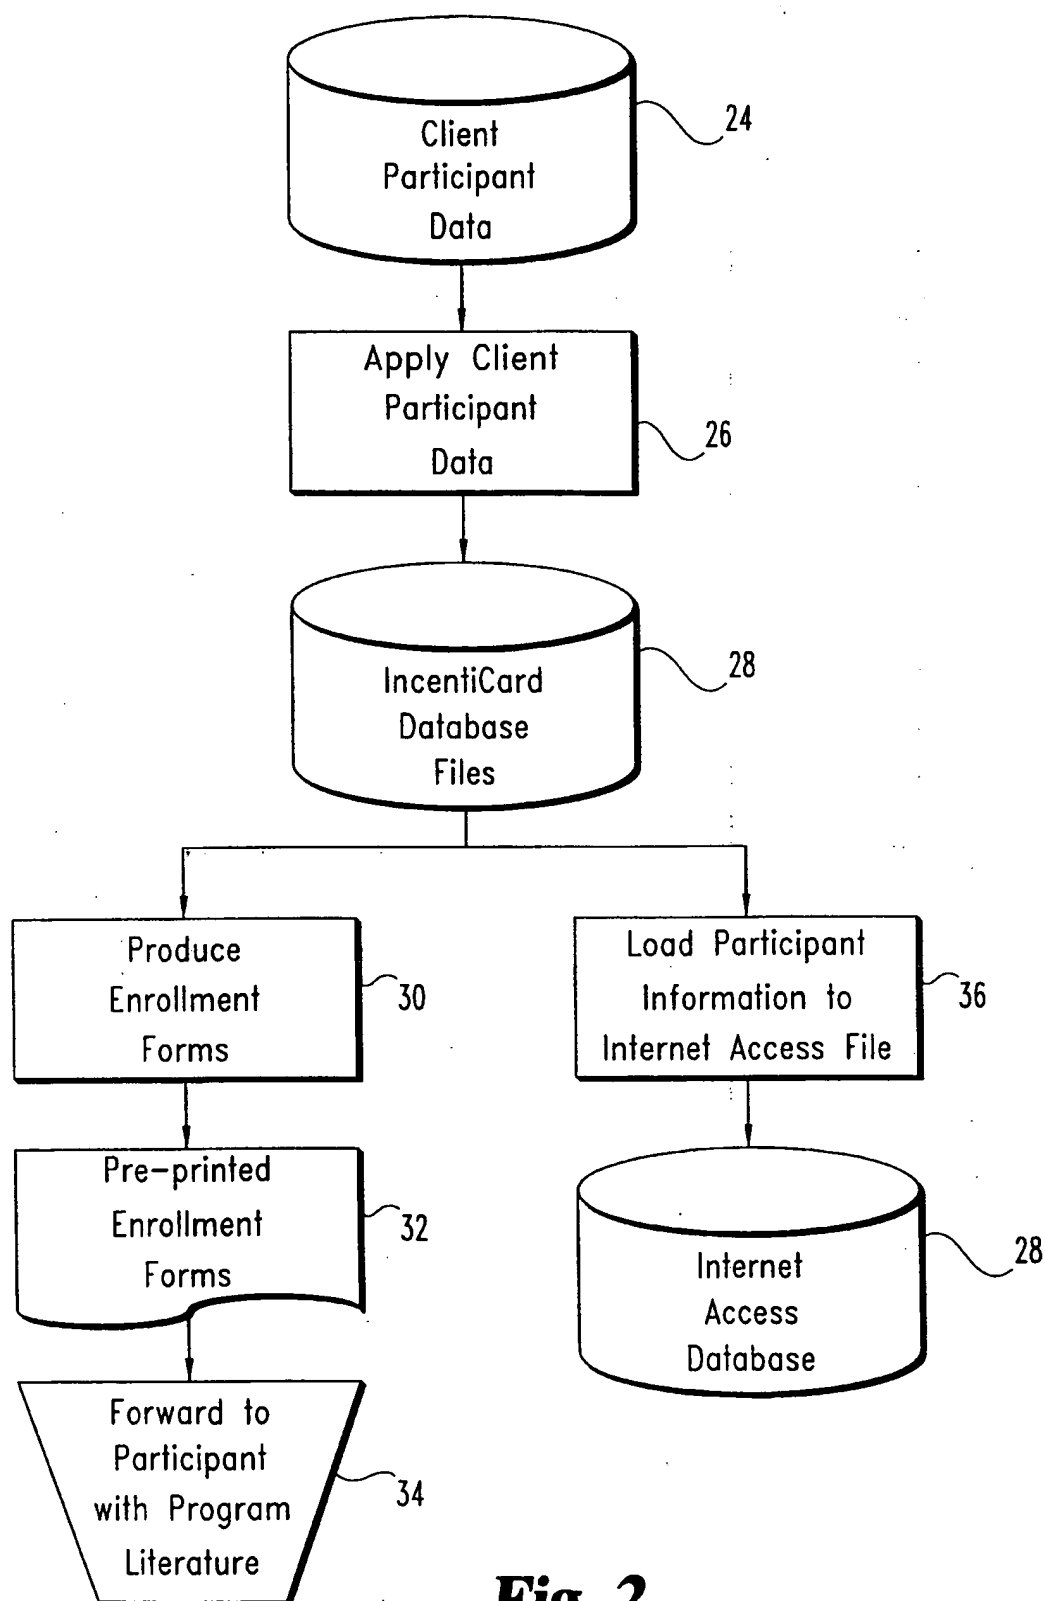 Client
Participant
Data
24
Apply Client
Participant
Data
26
IncentiCard
Database
Files
28
Produce
Enrollment
Forms
30
Load Participant
Information to
Internet Access File
36
Pre-printed
Enrollment
Forms
32
Internet
Access
Database
28
Forward to
Participant
with Program
Literature
34
Fig. 2